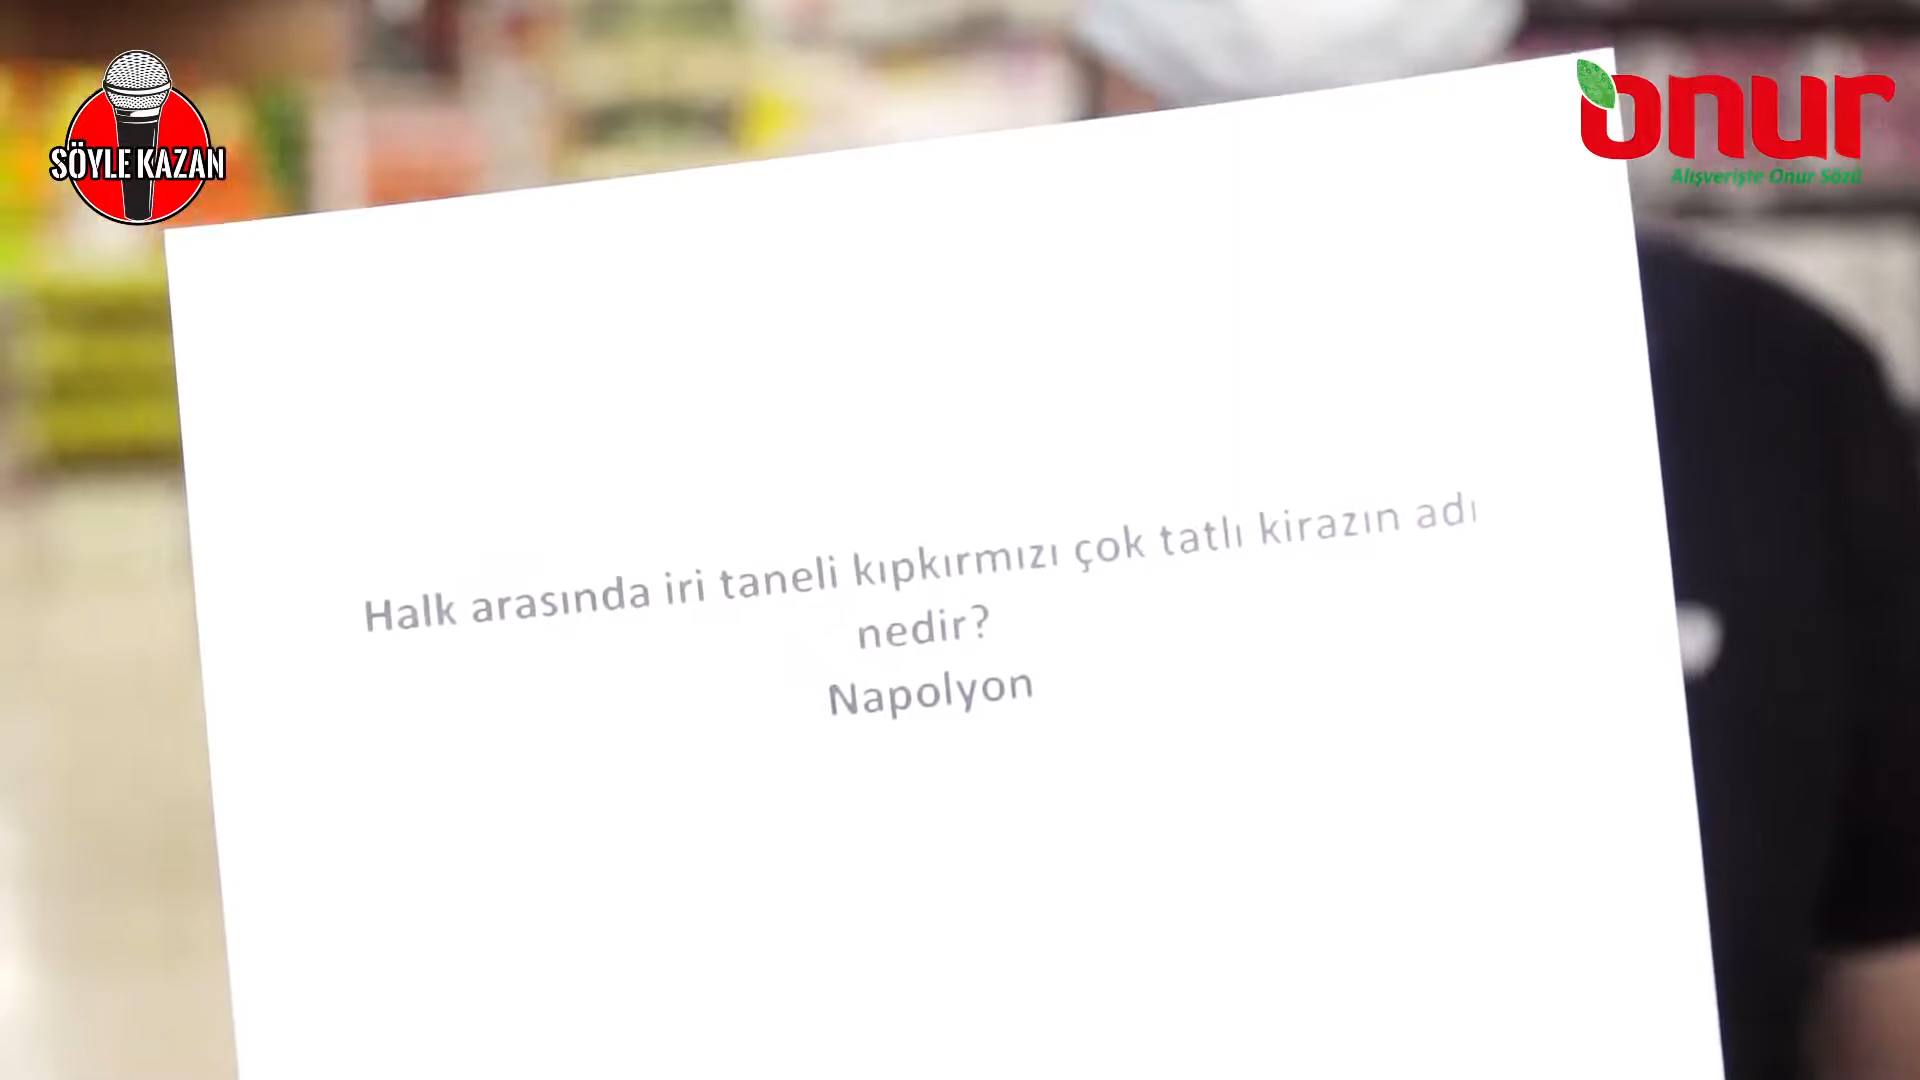 SÖYLE KAZAN
onur
Alışverişte Onur Sözü
Halk arasında iri taneli kıpkırmızı çok tatlı kirazın adı
nedir?
Napolyon